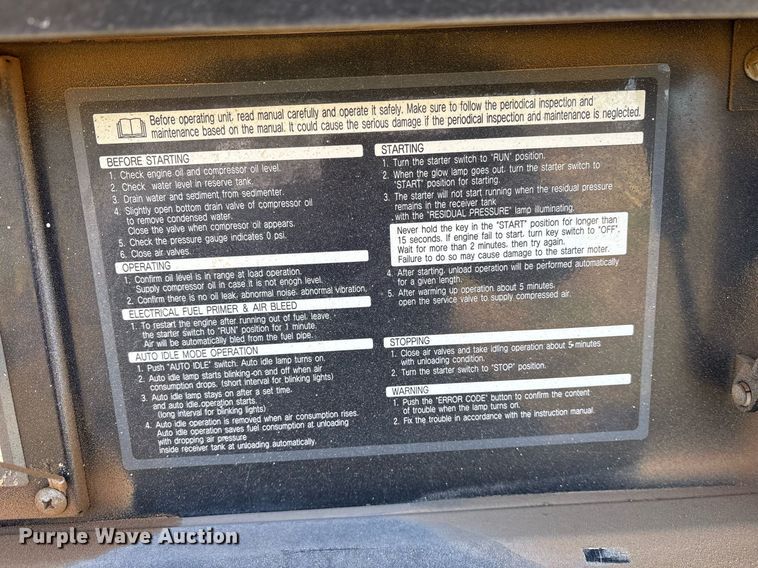 Before operating unit, read manual carefully and operate it safely. Make sure to follow the periodical inspection and
maintenance based on the manual. It could cause the serious damage if the periodical inspection and maintenance is neglected.
BEFORE STARTING
1. Check engine oil and compressor oil level.
2. Check water level in reserve tank.
3. Drain water and sediment from sedimenter.
4. Slightly open bottom drain valve of compressor oil
to remove condensed water.
Close the valve when compresor oil appears.
5. Check the pressure gauge indicates 0 psi.
6. Close air valves.
OPERATING
1. Confirm oil level is in range at load operation.
Supply compressor oil in case it is not enogh level.
2. Confirm there is no oil leak, abnormal noise, abnormal vibration.
ELECTRICAL FUEL PRIMER & AIR BLEED
1. To restart the engine after running out of fuel, leave
the starter switch to "RUN" position for 1 minute.
Air will be automatically bled from the fuel pipe.
AUTO IDLE MODE OPERATION
1. Push "AUTO IDLE" switch. Auto idle lamp turns on.
2. Auto idle lamp starts blinking-on and off when air
consumption drops. (short interval for blinking lights)
3. Auto idle lamp stays on after a set time.
and auto idle operation starts.
(long interval for blinking lights)
4. Auto idle operation is removed when air consumption rises.
Auto idle operation saves fuel consumption at unloading
with dropping air pressure
inside receiver tank at unloading automatically.
STARTING
1. Turn the starter switch to "RUN" position.
2. When the glow lamp goes out, turn the starter switch to
"START" position for starting.
3. The starter will not start running when the residual pressure
remains in the receiver tank
with the "RESIDUAL PRESSURE" lamp illuminating.
Never hold the key in the "START" position for longer than
15 seconds. If engine fail to start, turn key switch to "OFF".
Wait for more than 2 minutes, then try again.
Failure to do so may cause damage to the starter motor.
4. After starting, unload operation will be performed automatically
for a given length.
5. After warming up operation about 5 minutes,
open the service valve to supply compressed air.
STOPPING
1. Close air valves and take idling operation about 5 minutes
with unloading condition.
2. Turn the starter switch to "STOP" position.
WARNING
1. Push the "ERROR CODE" button to confirm the content
of trouble when the lamp turns on.
2. Fix the trouble in accordance with the instruction manual.
Purple Wave Auction